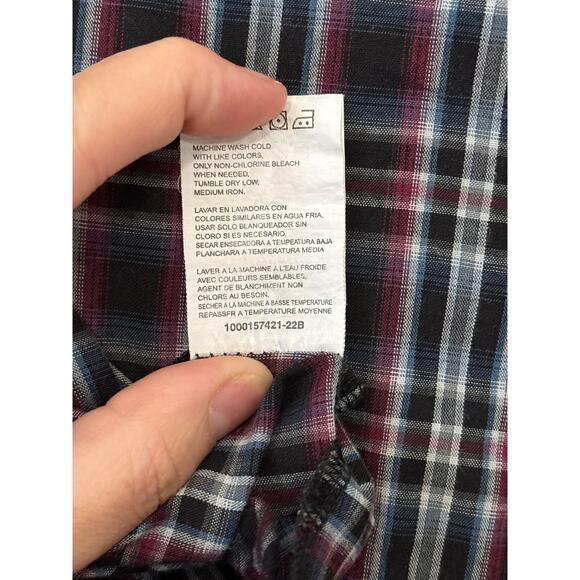 MACHINE WASH COLD
WITH LIKE COLORS,
ONLY NON-CHLORINE BLEACH
WHEN NEEDED,
TUMBLE DRY LOW,
MEDIUM IRON.
LAVAR EN LAVADORA CON
COLORES SIMILARES EN AGUA FRIA,
USAR SOLO BLANQUEADOR SIN
CLORO SI ES NECESARIO,
SECAR ENSECADORA A TEMPEATURA BAJA
PLANCHARA A TEMPERATURA MEDIA
LAVER A LA MACHINE A L'EAU FROIDE
AVEC COULEURS SEMBLABLES,
AGENT DE BLANCHIMENT NON
CHLORE AU BESOIN,
SECHER A LA MACHINE A BASSE TEMPERATURE
REPASSFR A TEMPERATURE MOYENNE
1000157421-22B